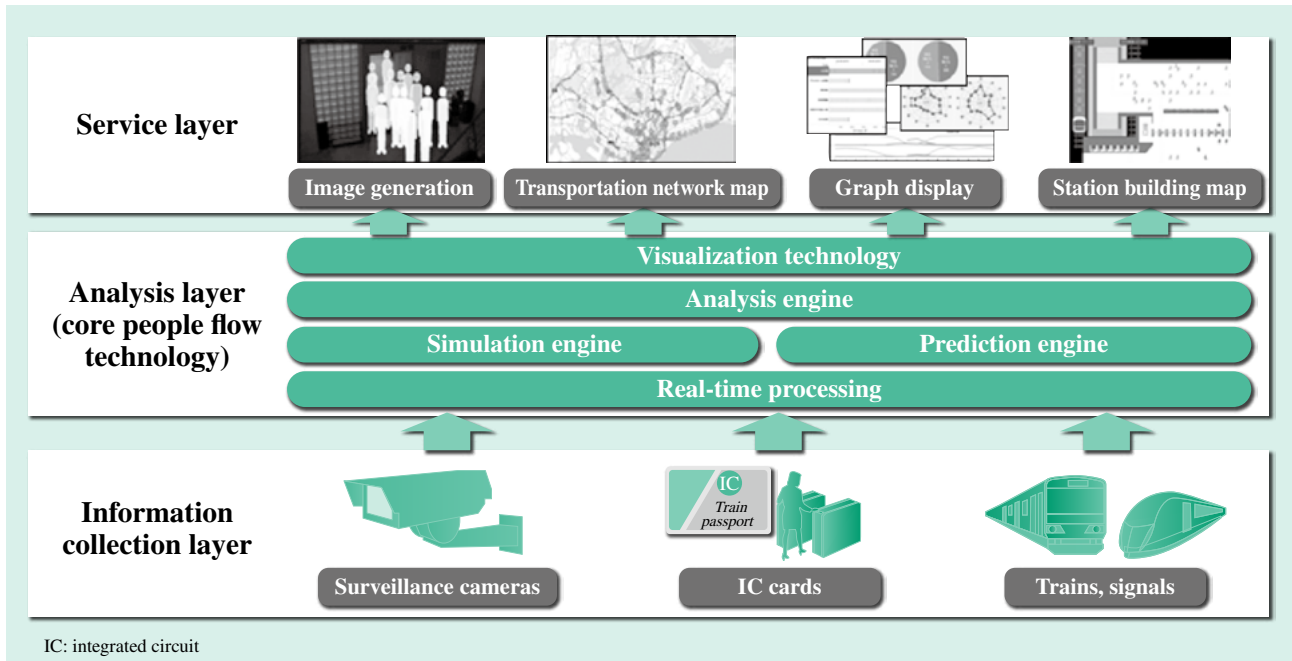 Service layer
Image generation
Transportation network map
Graph display
Station building map
Analysis layer
(core people flow
technology)
Visualization technology
Analysis engine
Simulation engine
Prediction engine
Real-time processing
Information
collection layer
IC
Train
passport
Surveillance cameras
IC cards
Trains, signals
IC: integrated circuit